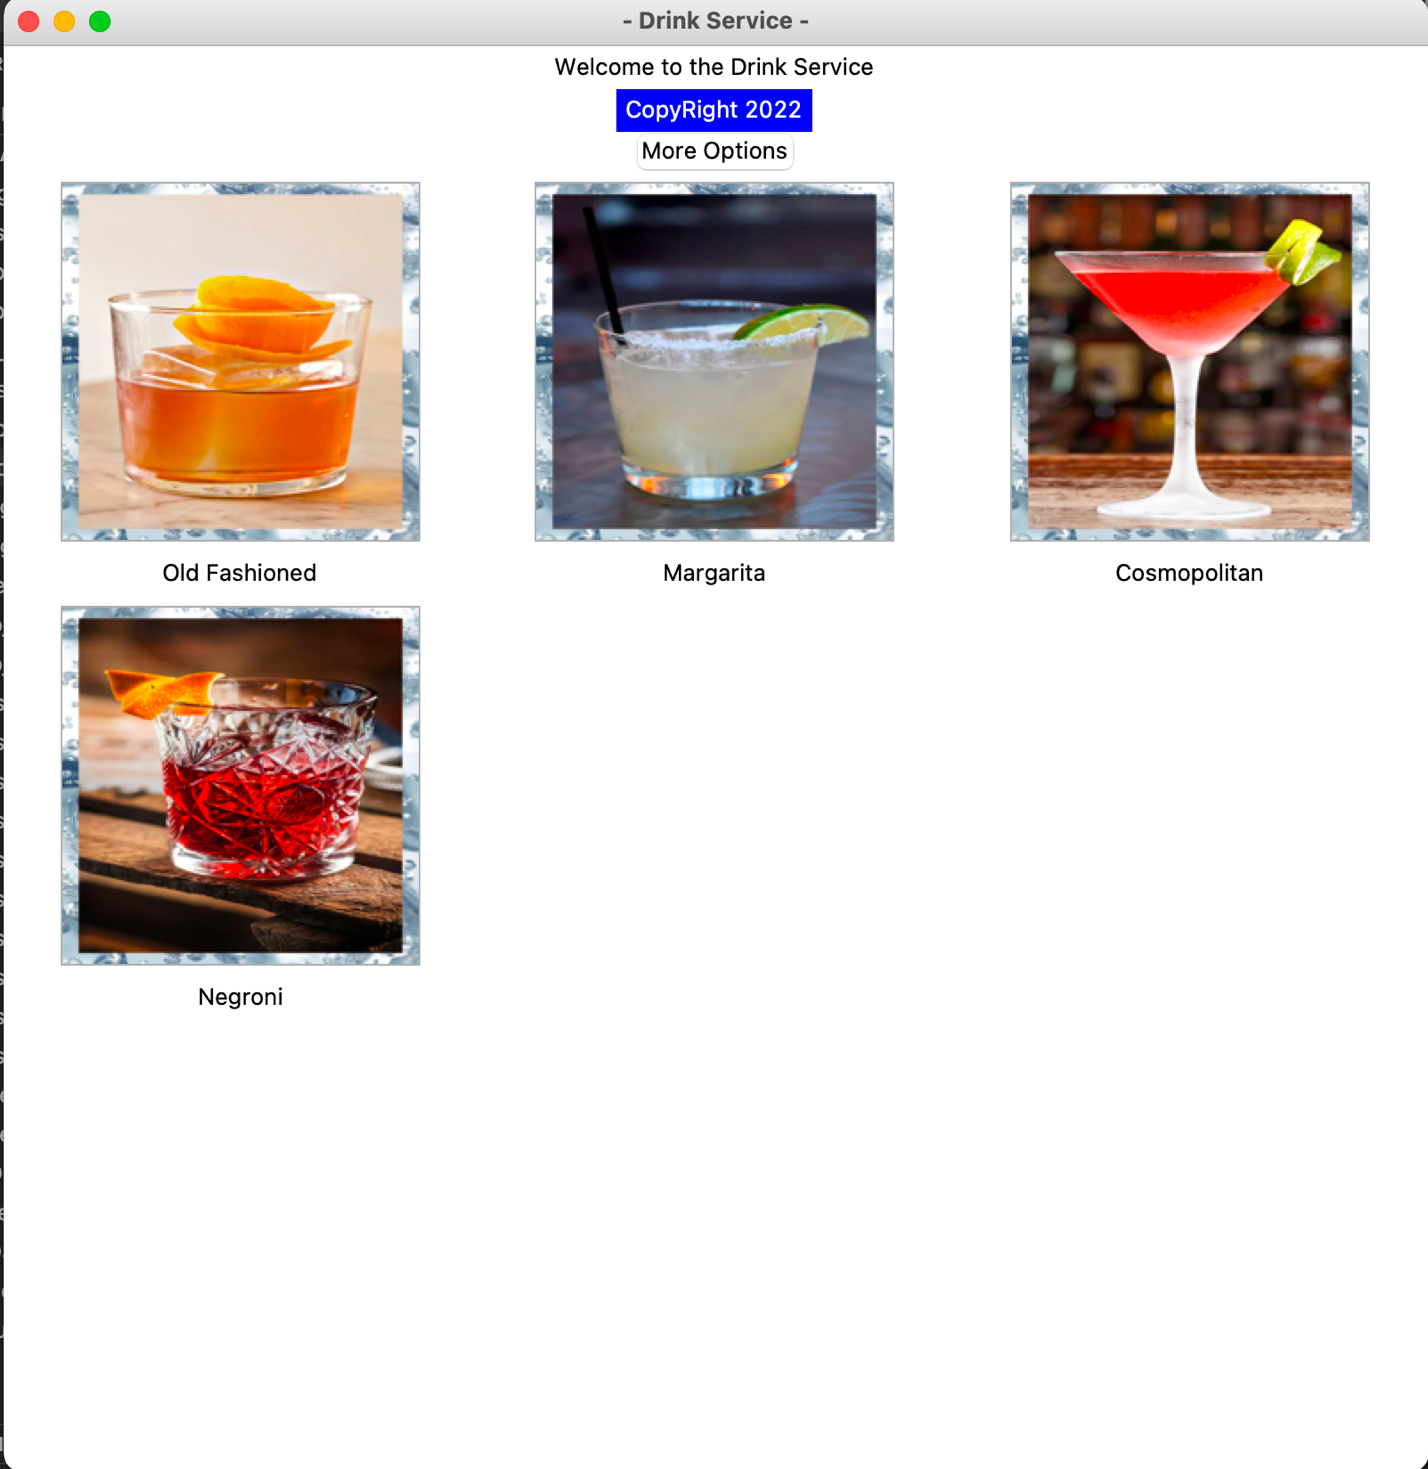 - Drink Service -
Welcome to the Drink Service
CopyRight 2022
More Options
Old Fashioned
Margarita
Cosmopolitan
Negroni